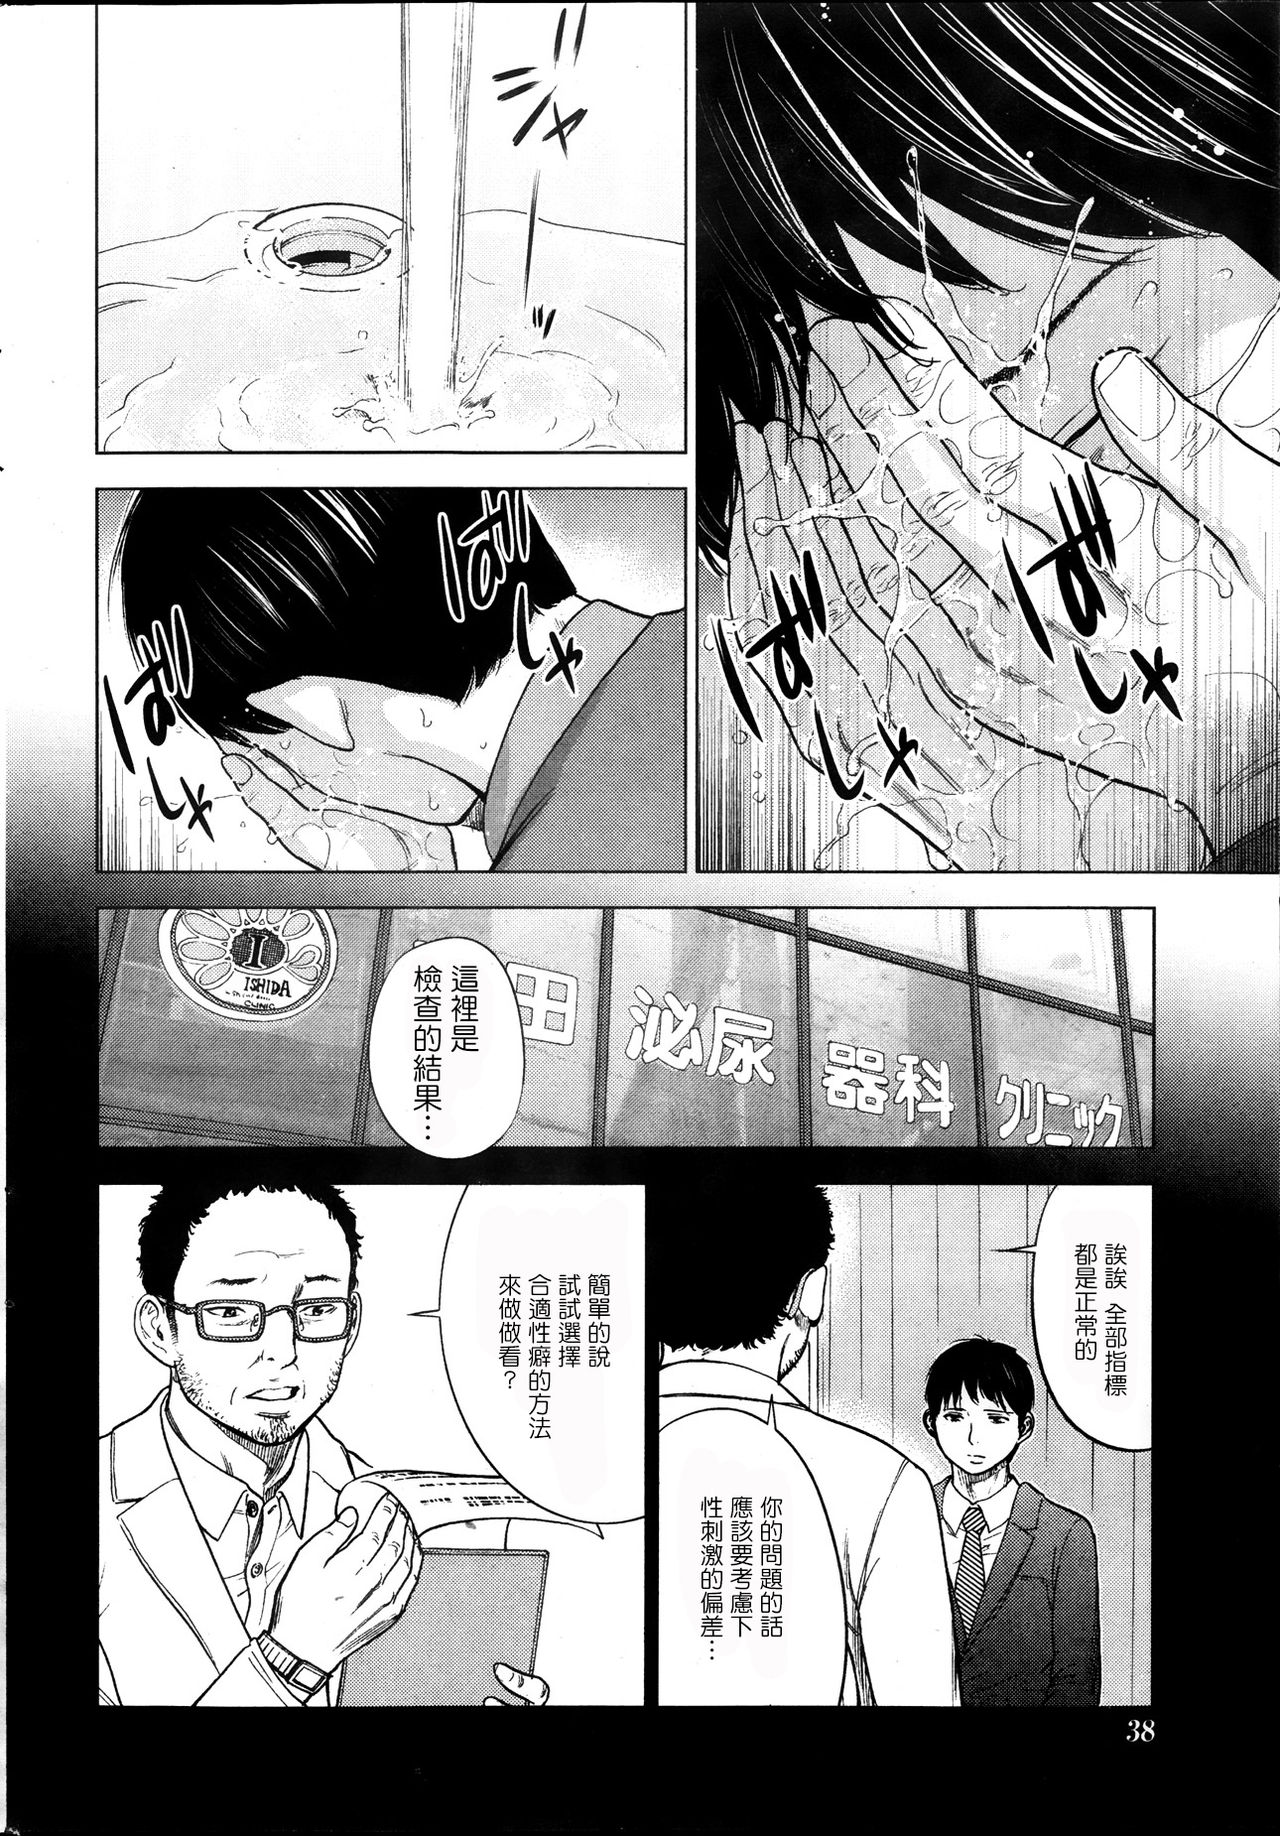 ばしゃ
ばしゃ
ばしゃ
ばしゃ
I
ISHIDA
CLINIC
田
泌尿
器科
クリニック
這裡是
檢查的結果…
誒誒 全部指標
都是正常的
你的問題的話
應該要考慮下
性刺激的偏差…
簡單的說
試試選擇
合適性癖的方法
來做做看？
38